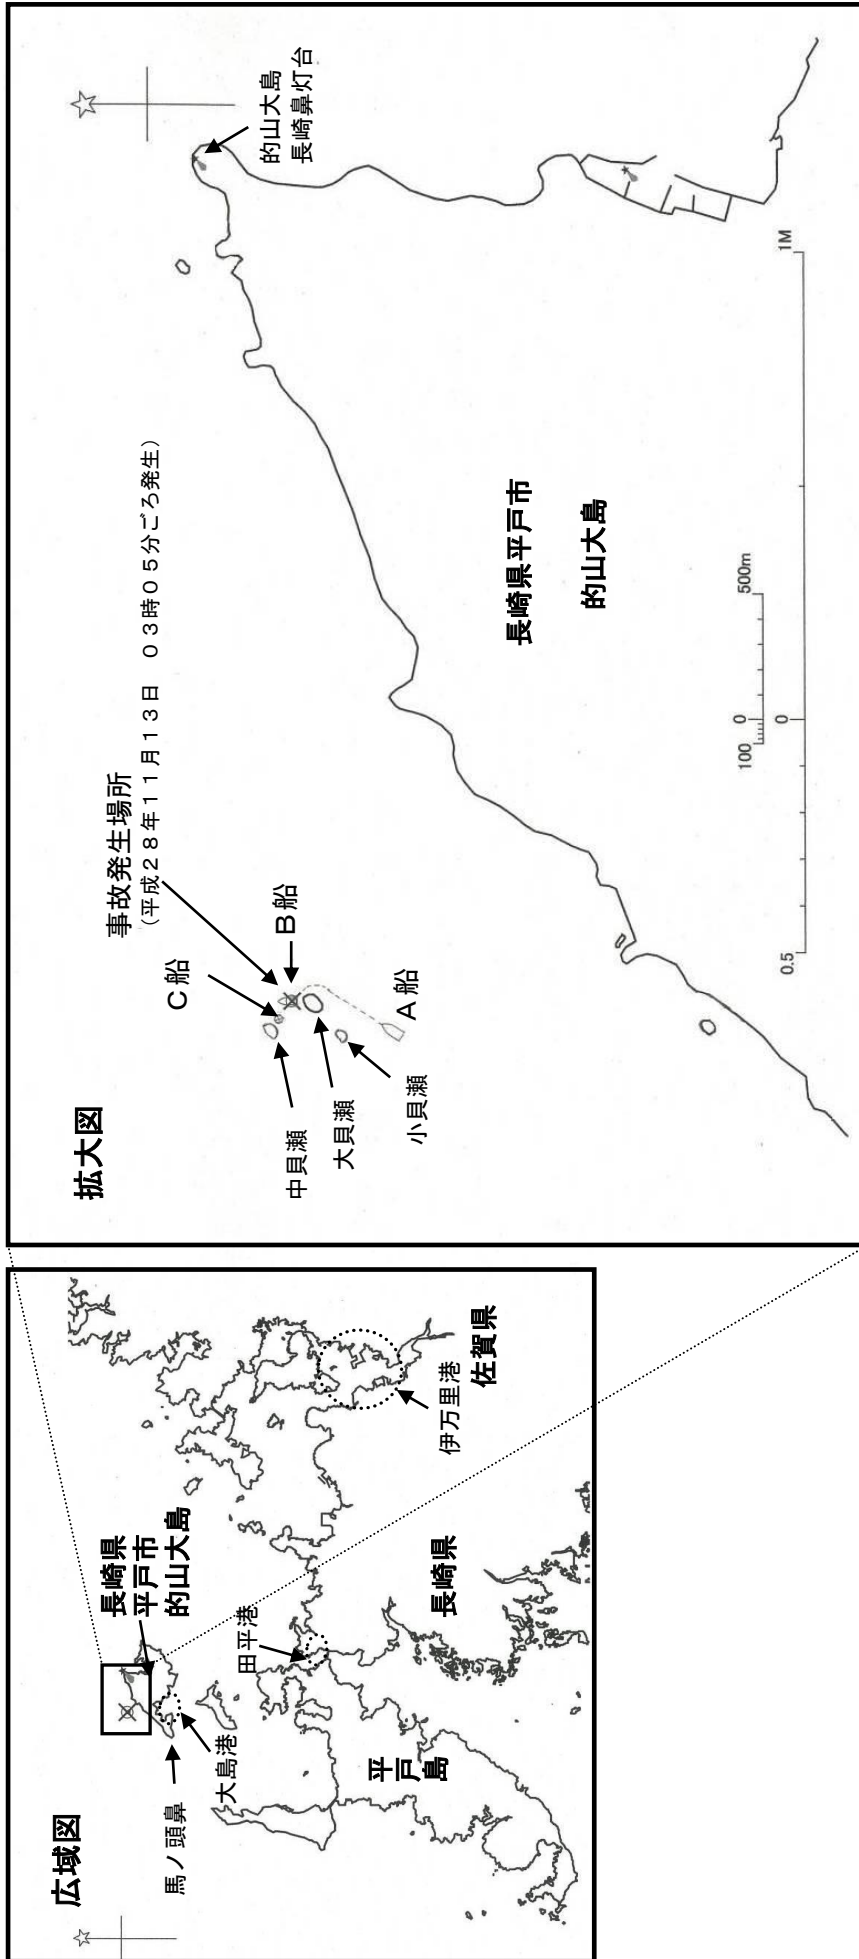 広域図
馬ノ頭鼻
大島港
長崎県
平戸市
的山大島
田平港
平戸島
長崎県
伊万里港
佐賀県
拡大図
事故発生場所
（平成２８年１１月１３日　０３時０５分ごろ発生）
C船
B船
A船
中貝瀬
大貝瀬
小貝瀬
的山大島
長崎鼻灯台
長崎県平戸市
的山大島
100 0 500m
0.5 0 1M